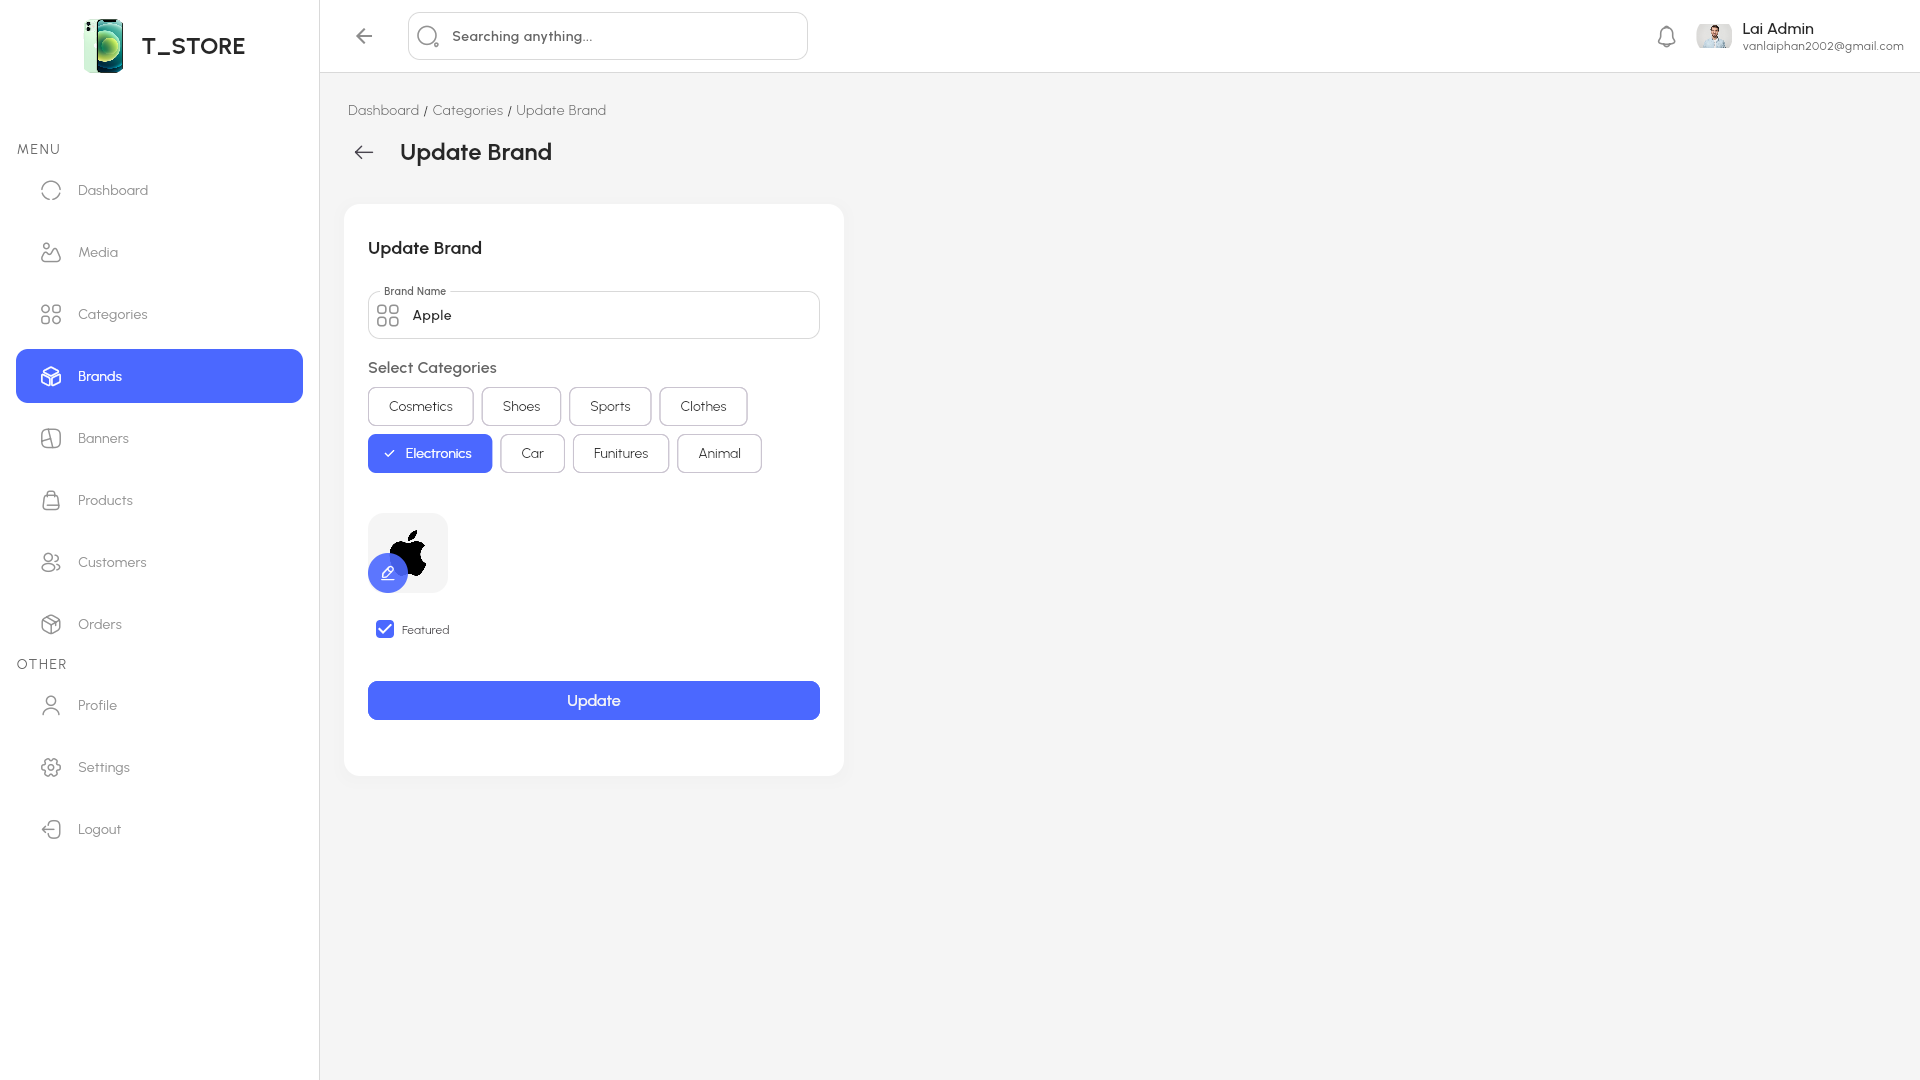 T_STORE
MENU
Dashboard
Media
Categories
Brands
Banners
Products
Customers
Orders
OTHER
Profile
Settings
Logout
Searching anything...
Lai Admin
vanlaiphan2002@gmail.com
Dashboard / Categories / Update Brand
Update Brand
Update Brand
Brand Name
Apple
Select Categories
Cosmetics Shoes Sports Clothes
Electronics Car Funitures Animal
Featured
Update